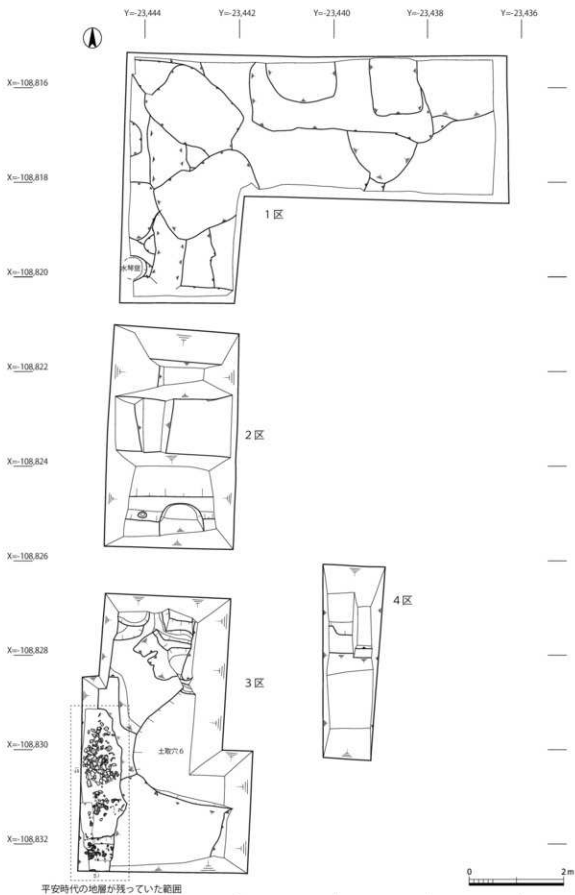 Y=-23,444 Y=-23,442 Y=-23,440 Y=-23,438 Y=-23,436
X=-108,816
X=-108,818
1区
X=-108,820
水琴窟
X=-108,822
2区
X=-108,824
X=-108,826
4区
X=-108,828
3区
X=-108,830
土取穴6
X=-108,832
平安時代の地層が残っていた範囲
0 2m